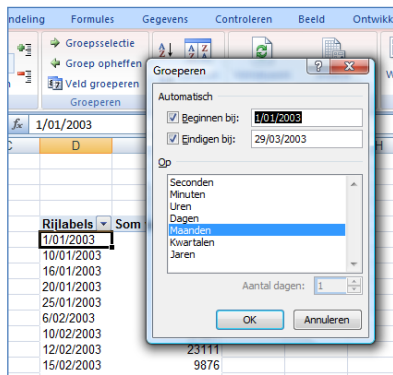 ndeling Formules Gegevens Controleren Beeld Ontwikk
Groepsselectie
Groep opheffen
Veld groeperen
Groeperen
Groeperen
Automatisch
Beginnen bij: 1/01/2003
Eindigen bij: 29/03/2003
Op
Seconden
Minuten
Uren
Dagen
Maanden
Kwartalen
Jaren
Aantal dagen: 1
OK Annuleren
fx 1/01/2003
D H
Rijlabels Som
1/01/2003
10/01/2003
16/01/2003
20/01/2003
25/01/2003
6/02/2003
10/02/2003
12/02/2003 23111
15/02/2003 9876